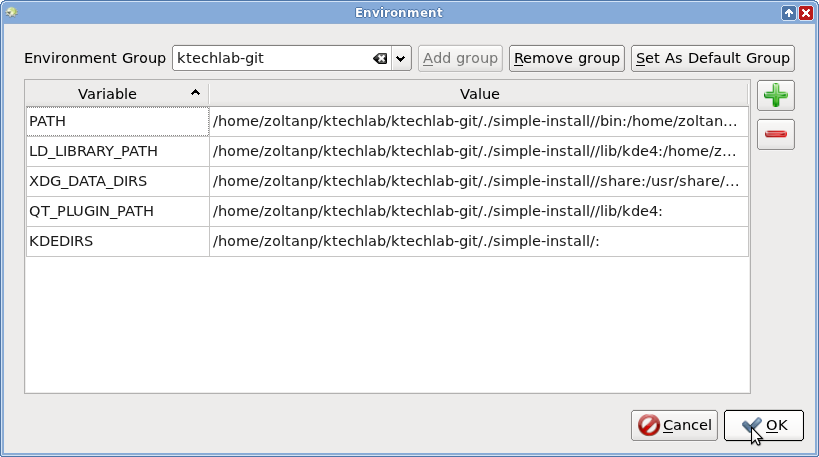 Environment
Environment Group ktechlab-git Add group Remove group Set As Default Group
Variable Value
PATH /home/zoltanp/ktechlab/ktechlab-git/./simple-install//bin:/home/zoltan...
LD_LIBRARY_PATH /home/zoltanp/ktechlab/ktechlab-git/./simple-install//lib/kde4:/home/z...
XDG_DATA_DIRS /home/zoltanp/ktechlab/ktechlab-git/./simple-install//share:/usr/share/...
QT_PLUGIN_PATH /home/zoltanp/ktechlab/ktechlab-git/./simple-install//lib/kde4:
KDEDIRS /home/zoltanp/ktechlab/ktechlab-git/./simple-install/:
Cancel OK